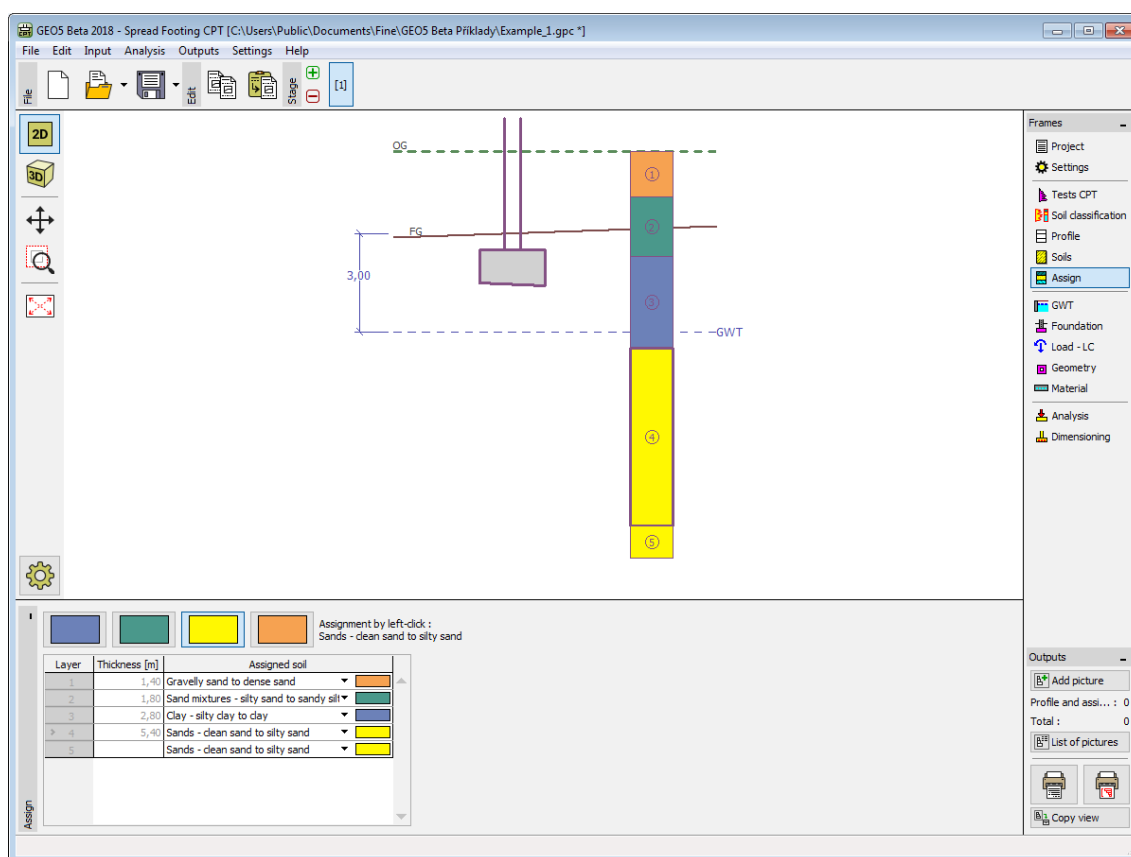 GEO5 Beta 2018 - Spread Footing CPT [C:\Users\Public\Documents\Fine\GEO5 Beta Příklady\Example_1.gpc *]
File Edit Input Analysis Outputs Settings Help
File
Edit
Stage
[1]
2D
3D
OG
FG
3,00
GWT
1
2
3
4
5
Frames
Project
Settings
Tests CPT
Soil classification
Profile
Soils
Assign
GWT
Foundation
Load - LC
Geometry
Material
Analysis
Dimensioning
Assignment by left-click :
Sands - clean sand to silty sand
Layer Thickness [m] Assigned soil
1 1,40 Gravelly sand to dense sand
2 1,80 Sand mixtures - silty sand to sandy silt
3 2,80 Clay - silty clay to clay
> 4 5,40 Sands - clean sand to silty sand
5 Sands - clean sand to silty sand
Assign
Outputs
Add picture
Profile and assi... : 0
Total : 0
List of pictures
Copy view